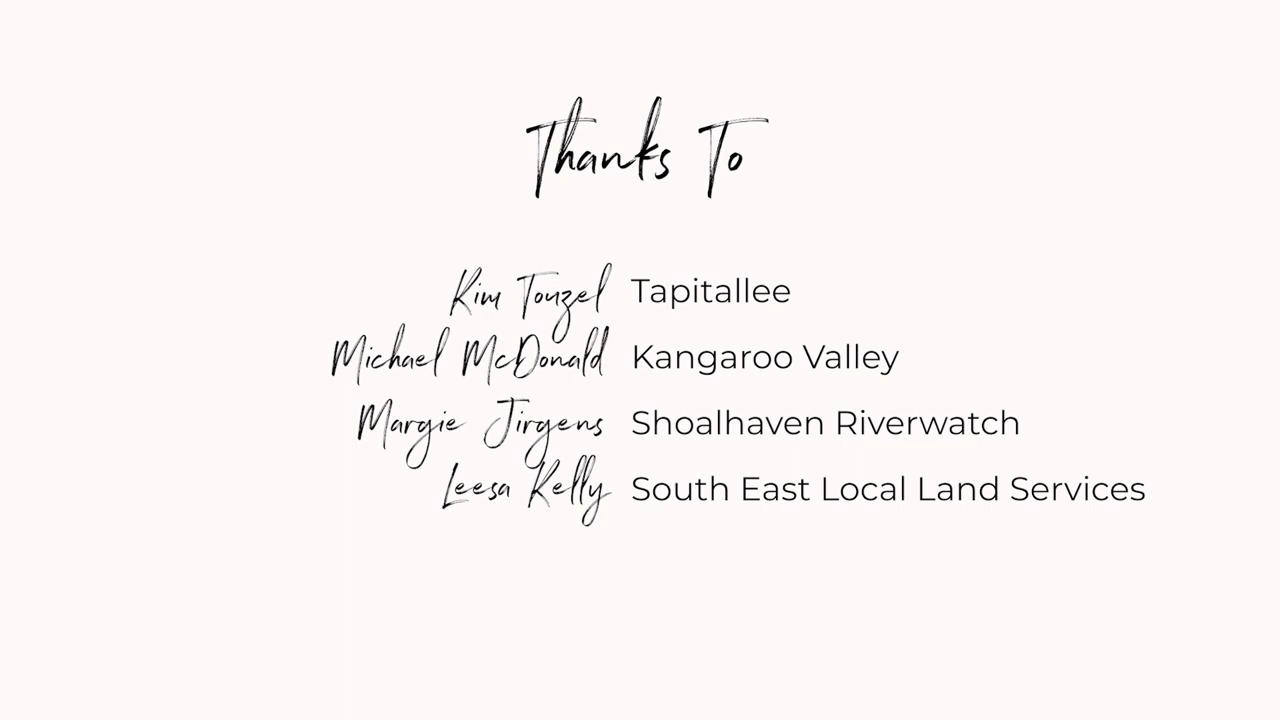 Thanks To
Kim Touzel Tapitallee
Michael McDonald Kangaroo Valley
Margie Jirgens Shoalhaven Riverwatch
Leesa Kelly South East Local Land Services